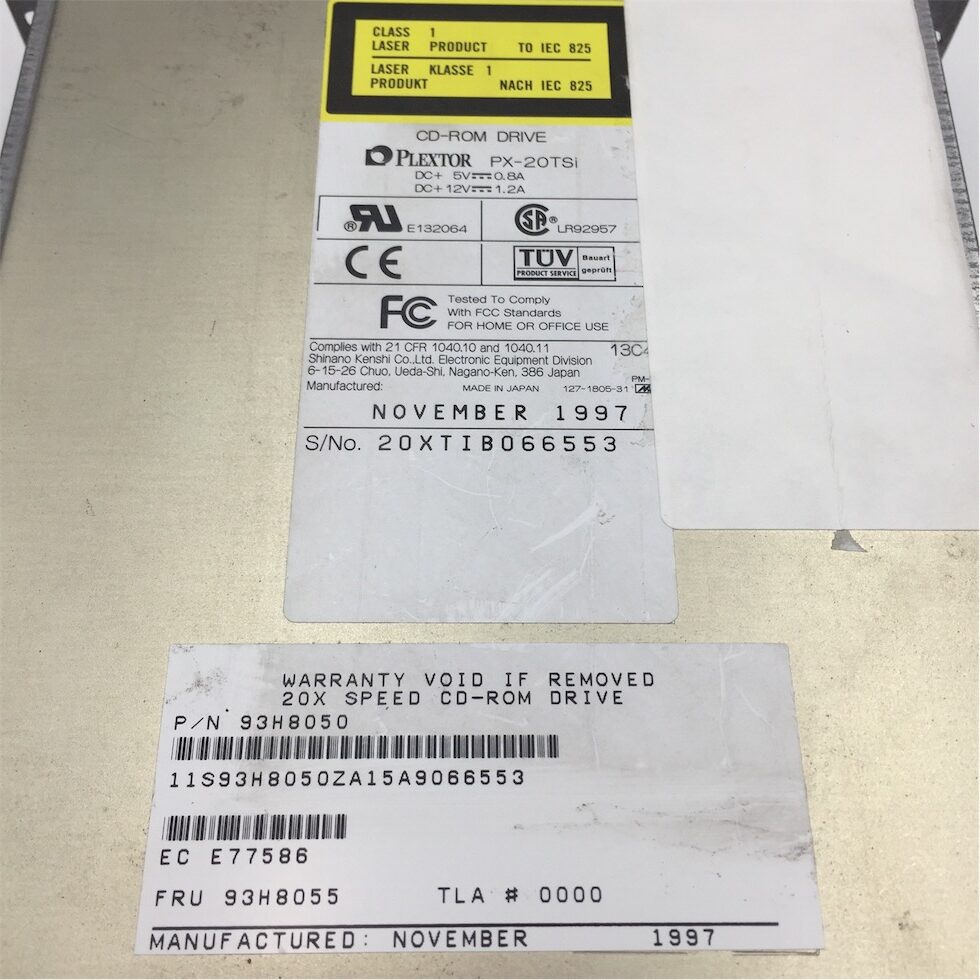 CLASS 1
LASER PRODUCT TO IEC 825
LASER KLASSE 1
PRODUKT NACH IEC 825
CD-ROM DRIVE
PLEXTOR PX-20TSi
DC+ 5V⎓0.8A
DC+12V⎓1.2A
® RU E132064
SA ® LR92957
CE
TÜV Bauart
PRODUCT SERVICE geprüft
FC Tested To Comply
With FCC Standards
FOR HOME OR OFFICE USE
Complies with 21 CFR 1040.10 and 1040.11 13C
Shinano Kenshi Co.,Ltd. Electronic Equipment Division
6-15-26 Chuo, Ueda-Shi, Nagano-Ken, 386 Japan
PM-
Manufactured: MADE IN JAPAN 127-1805-31
NOVEMBER 1997
S/No. 20XTIB066553
WARRANTY VOID IF REMOVED
20X SPEED CD-ROM DRIVE
P/N 93H8050
11S93H8050ZA15A9066553
EC E77586
FRU 93H8055 TLA # 0000
MANUFACTURED: NOVEMBER 1997